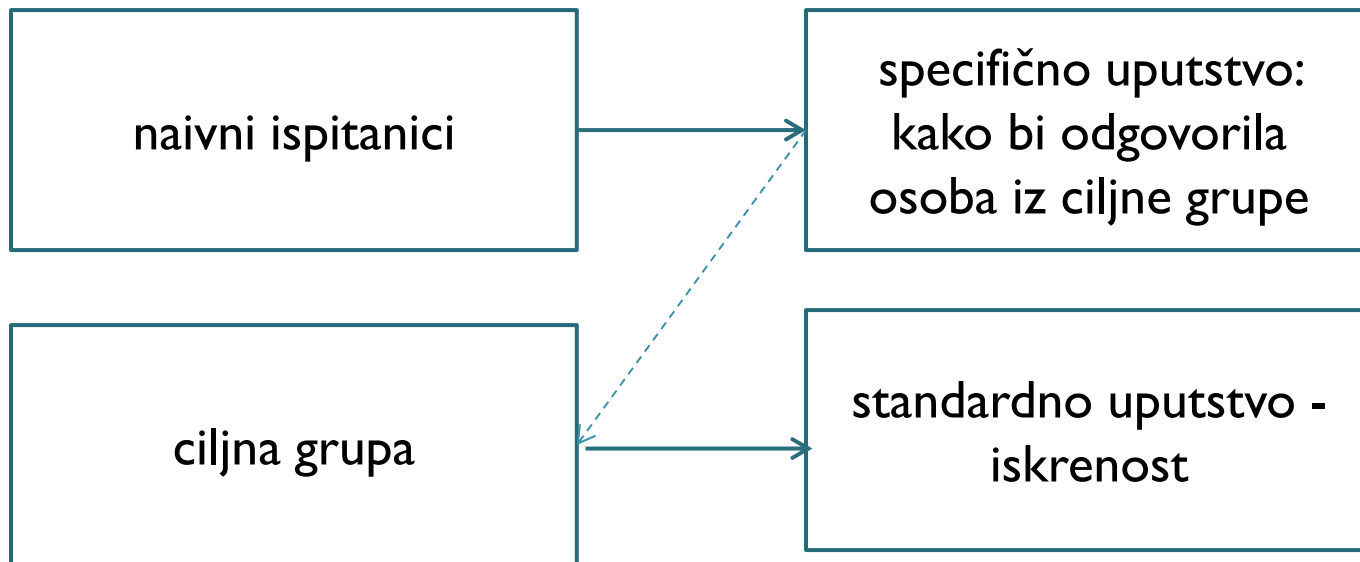 naivni ispitanici
specifično uputstvo:
kako bi odgovorila
osoba iz ciljne grupe
ciljna grupa
standardno uputstvo -
iskrenost